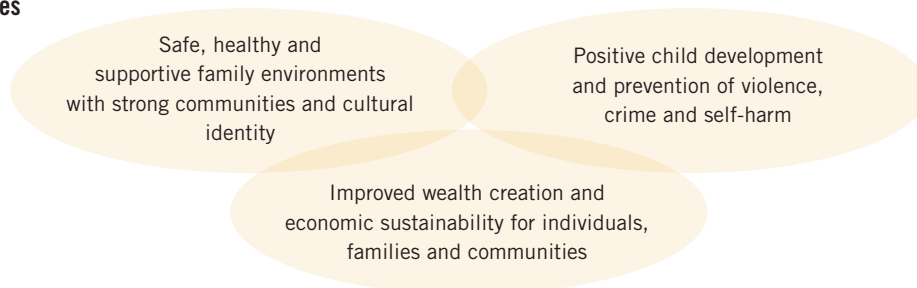 es
Safe, healthy and
supportive family environments
with strong communities and cultural
identity
Positive child development
and prevention of violence,
crime and self-harm
Improved wealth creation and
economic sustainability for individuals,
families and communities